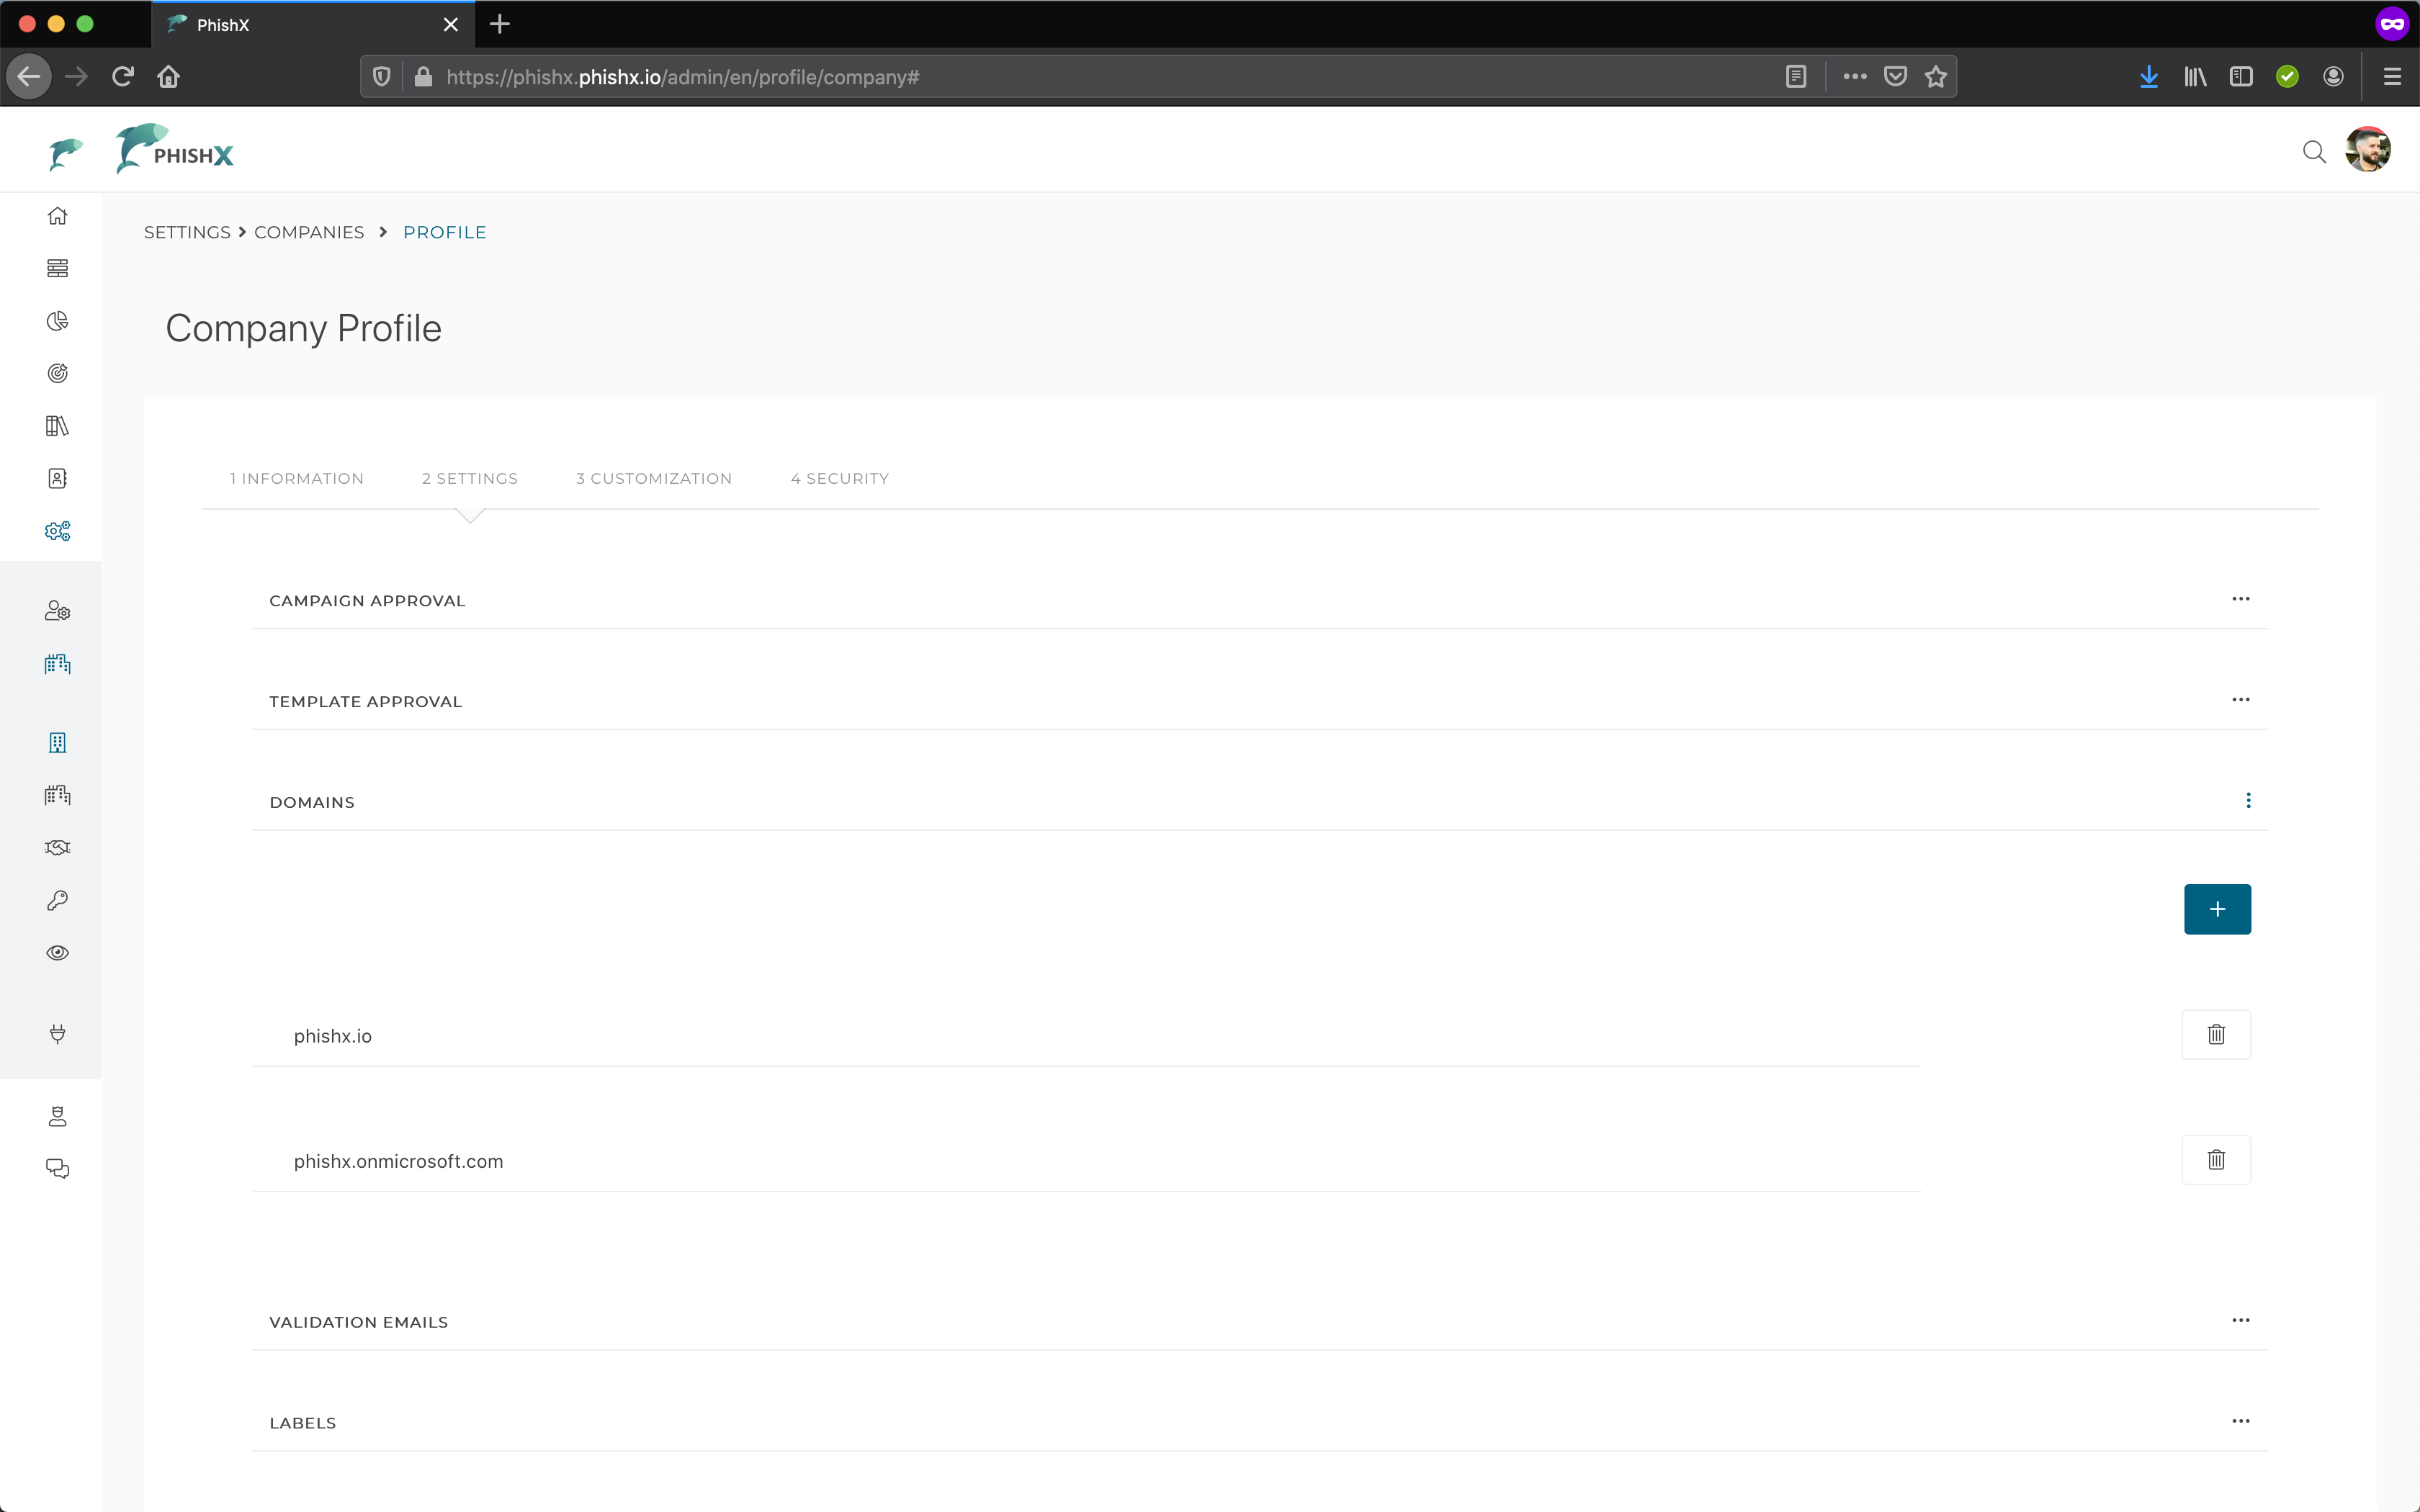 PhishX
https://phishx.phishx.io/admin/en/profile/company#
PHISHX
SETTINGS > COMPANIES > PROFILE
Company Profile
1 INFORMATION 2 SETTINGS 3 CUSTOMIZATION 4 SECURITY
CAMPAIGN APPROVAL
TEMPLATE APPROVAL
DOMAINS
+
phishx.io
phishx.onmicrosoft.com
VALIDATION EMAILS
LABELS